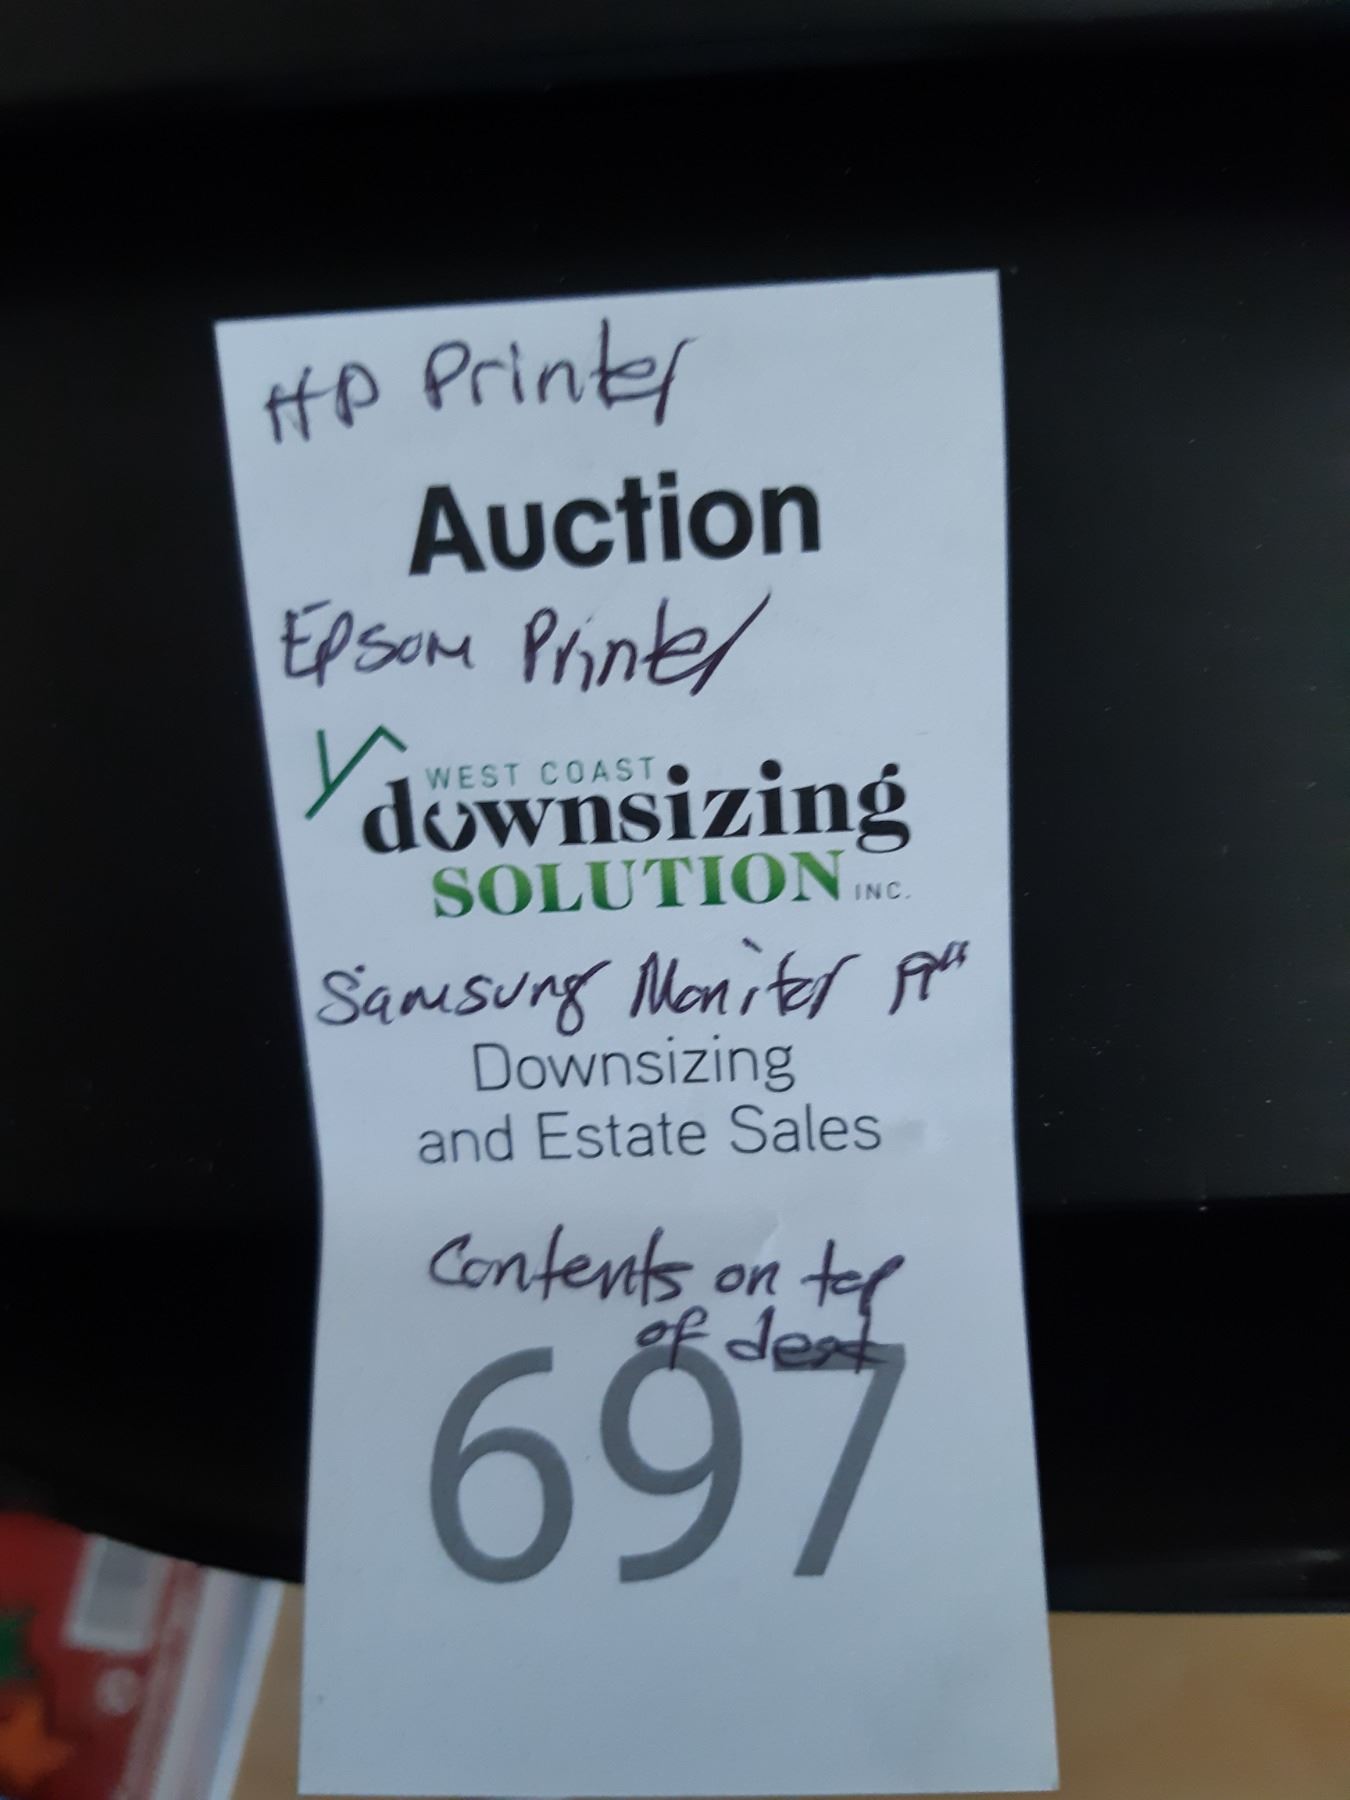 HP Printer
Auction
Epsom Printer
WEST COAST
downsizing
SOLUTION INC.
Samsung Monitor
Downsizing
and Estate Sales
Contents on top
of desk
697